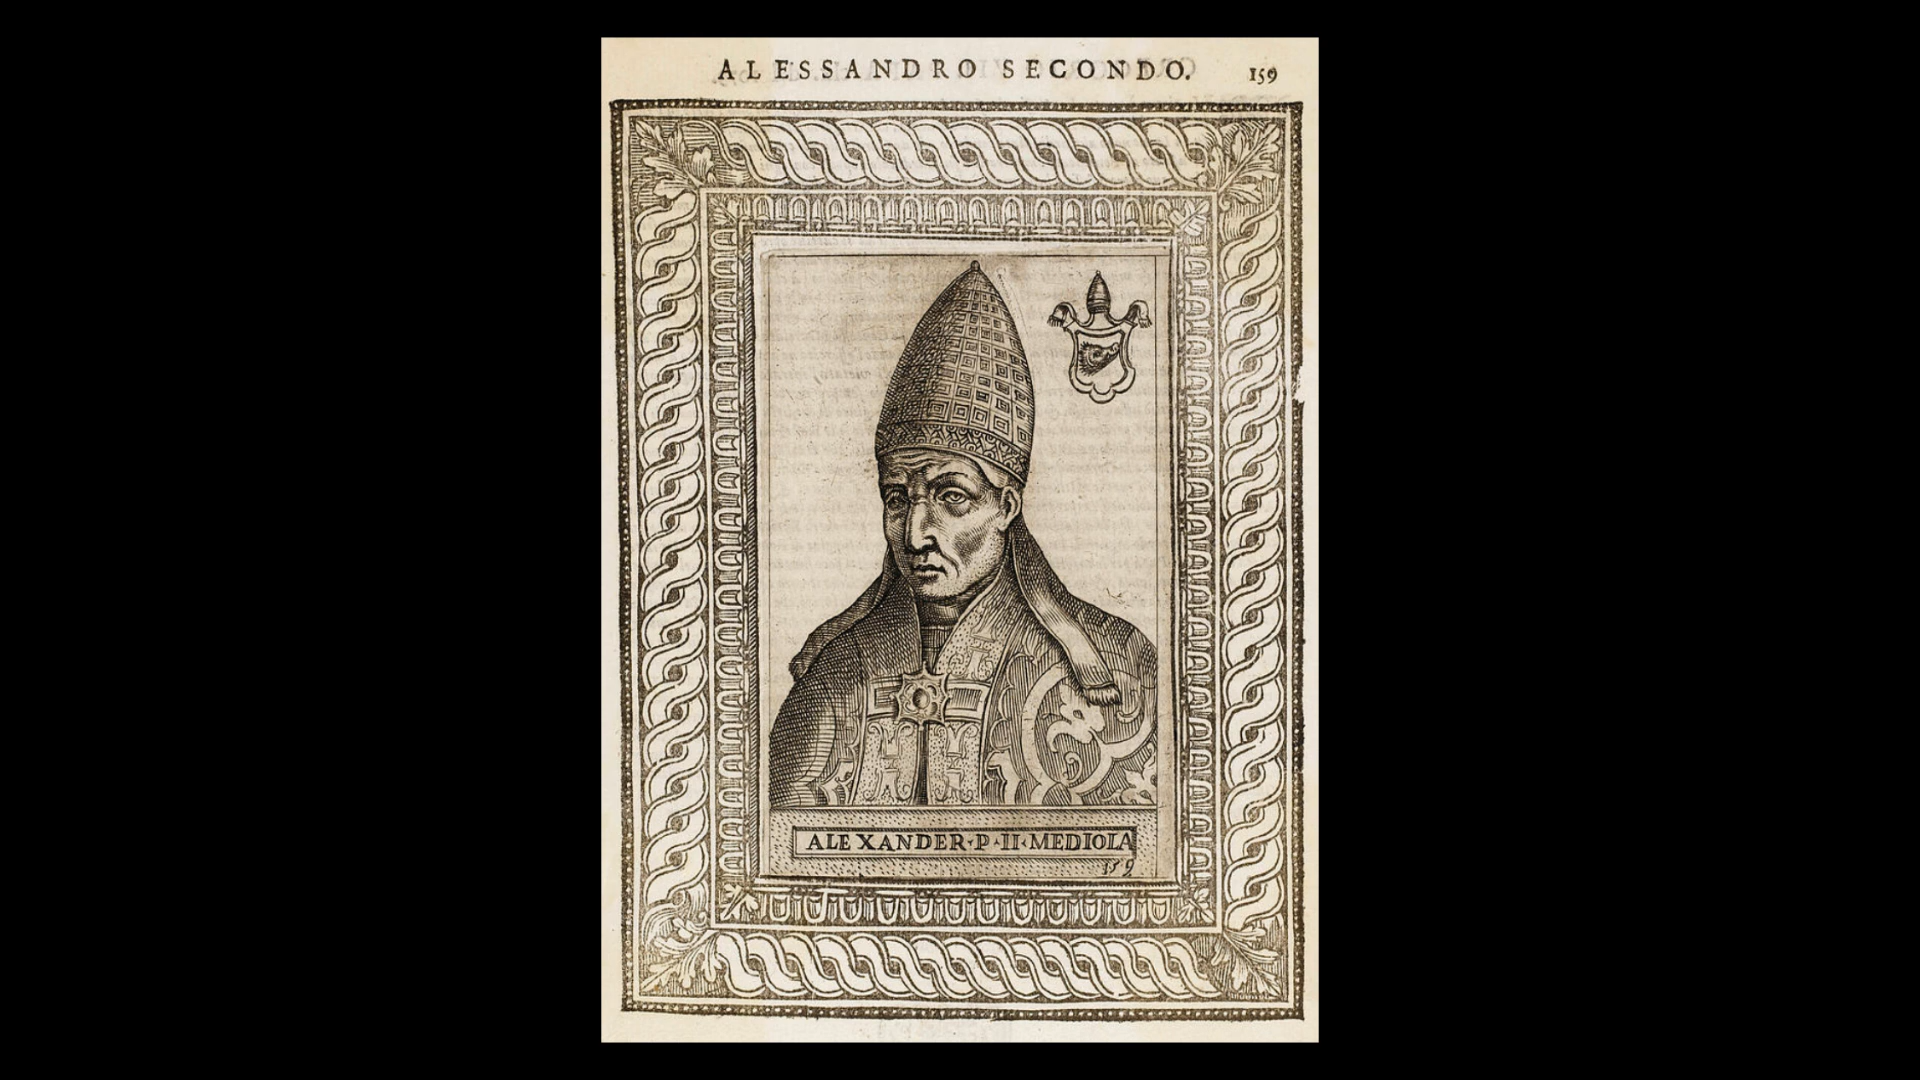 ALESSANDRO SECONDO. 159
ALEXANDER·P·II·MEDIOLA
159